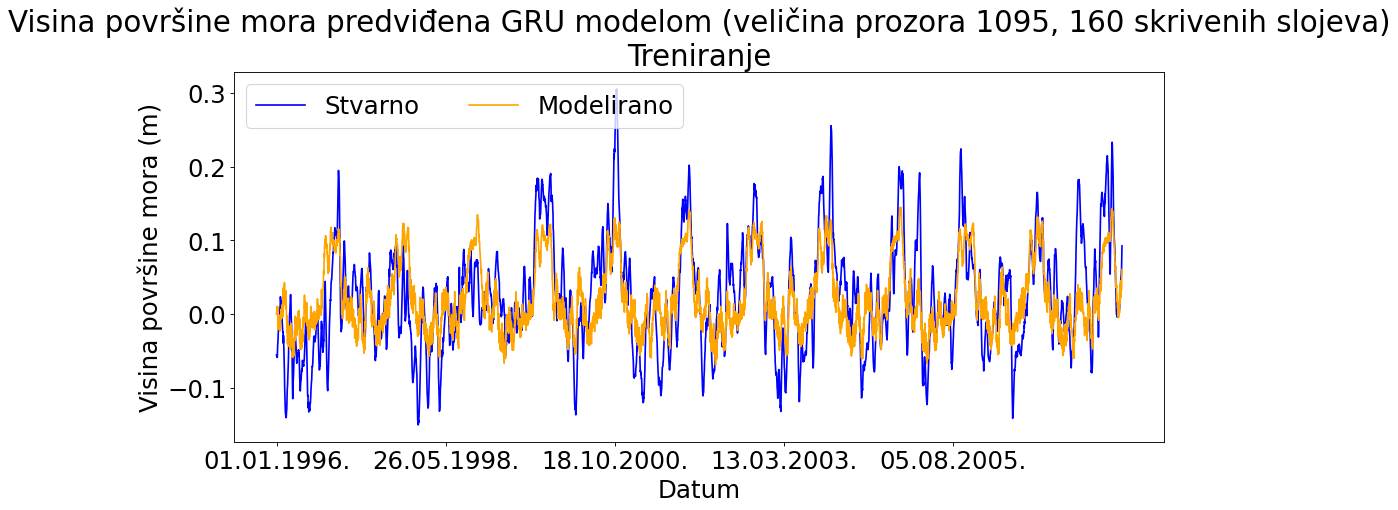 Visina površine mora predviđena GRU modelom (veličina prozora 1095, 160 skrivenih slojeva)
Treniranje
Stvarno Modelirano
Visina površine mora (m)
0.3
0.2
0.1
0.0
−0.1
01.01.1996. 26.05.1998. 18.10.2000. 13.03.2003. 05.08.2005.
Datum